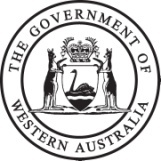 THE GOVERNMENT OF
WESTERN AUSTRALIA